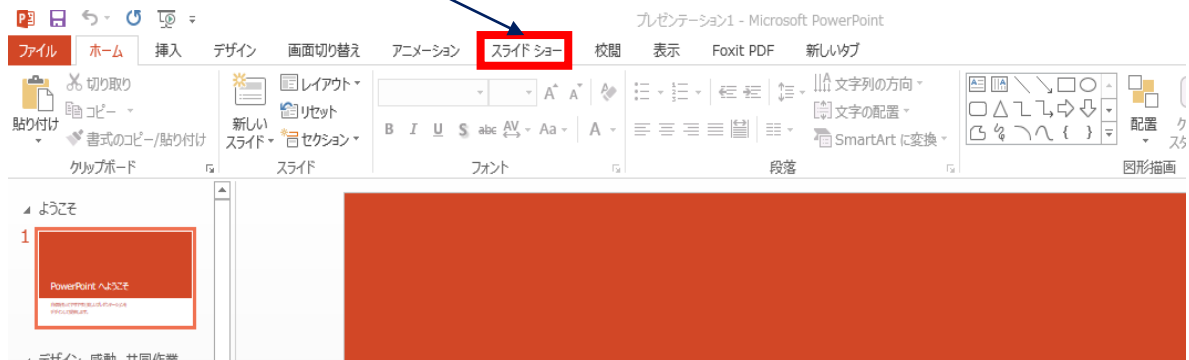 プレゼンテーション1 - Microsoft PowerPoint
ファイル ホーム 挿入 デザイン 画面切り替え アニメーション スライド ショー 校閲 表示 Foxit PDF 新しいタブ
切り取り
コピー
書式のコピー/貼り付け
貼り付け
クリップボード
新しい
スライド
レイアウト
リセット
セクション
スライド
B I U S abc AV Aa A
フォント
文字列の方向
文字の配置
SmartArt に変換
段落
配置
図形描画
ようこそ
1
PowerPoint へようこそ